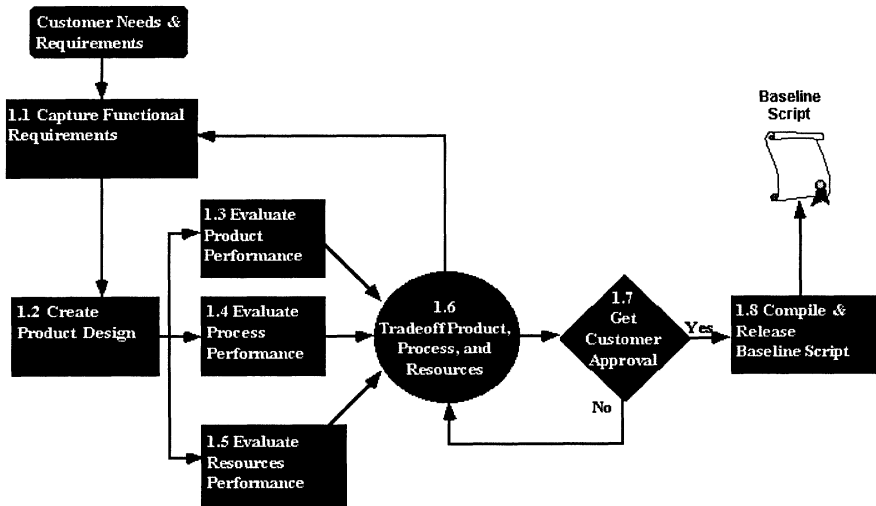 Customer Needs &
Requirements
1.1 Capture Functional
Requirements
1.2 Create
Product Design
1.3 Evaluate
Product
Performance
1.4 Evaluate
Process
Performance
1.5 Evaluate
Resources
Performance
1.6
Tradeoff Product,
Process, and
Resources
1.7
Get
Customer
Approval
Yes
No
1.8 Compile &
Release
Baseline Script
Baseline
Script